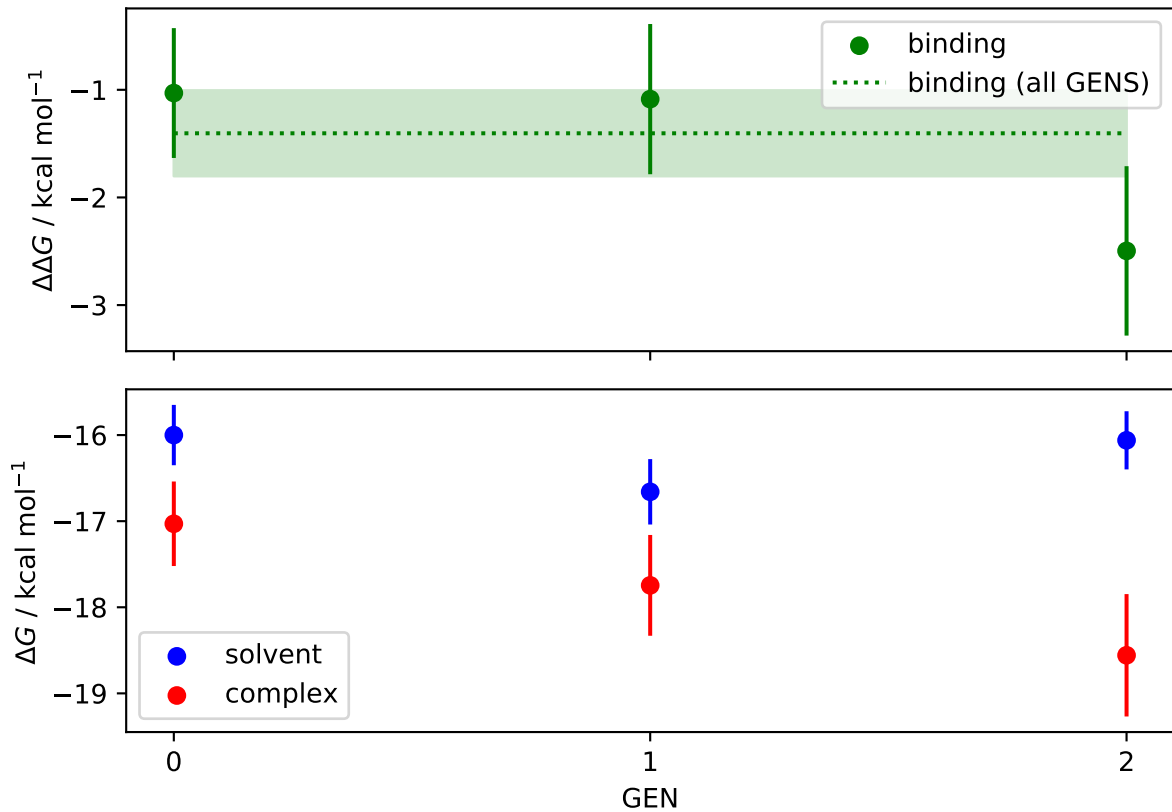 binding
binding (all GENS)
−1
−2
−3
ΔΔG / kcal mol⁻¹
−16
−17
−18
−19
ΔG / kcal mol⁻¹
solvent
complex
0 1 2
GEN